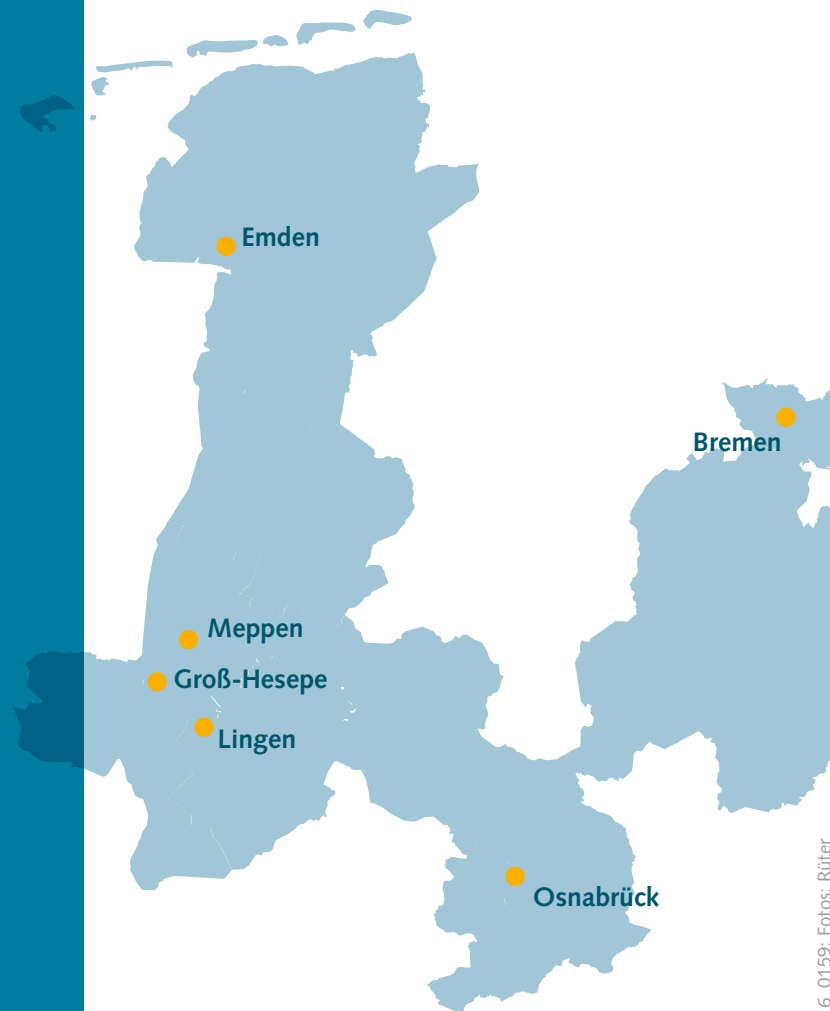 Emden
Bremen
Meppen
Groß-Hesepe
Lingen
Osnabrück
6_0159; Fotos: Rüter